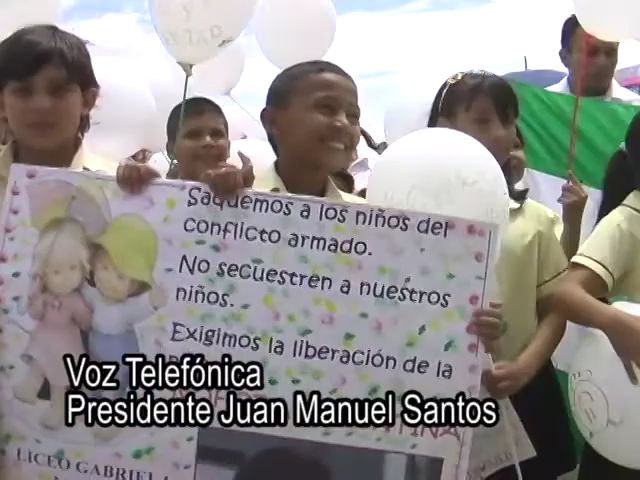 Saquemos a los niños del
conflicto armado.
No secuestren a nuestros
niños.
Exigimos la liberación de la
Voz Telefónica
Presidente Juan Manuel Santos
LICEO GABRIEL